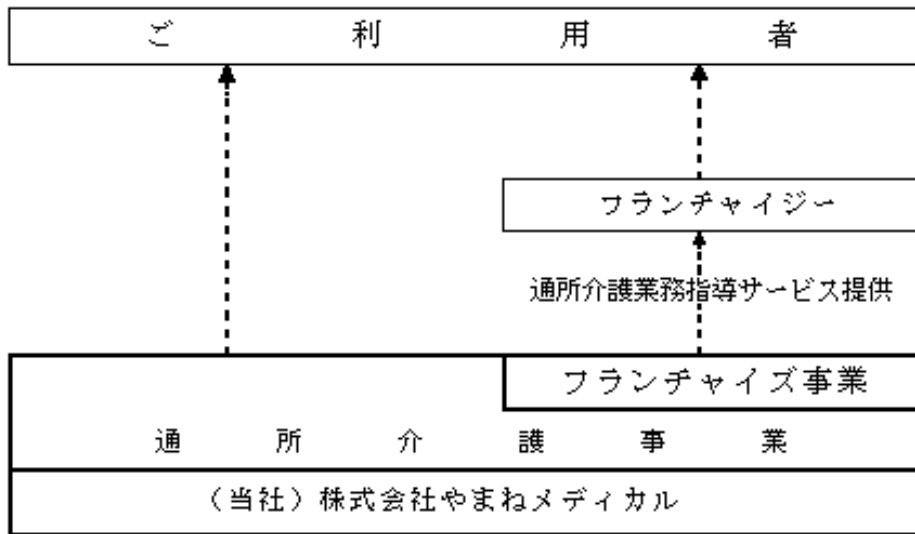 ご利用者
フランチャイジー
通所介護業務指導サービス提供
フランチャイズ事業
通所介護事業
（当社）株式会社やまねメディカル